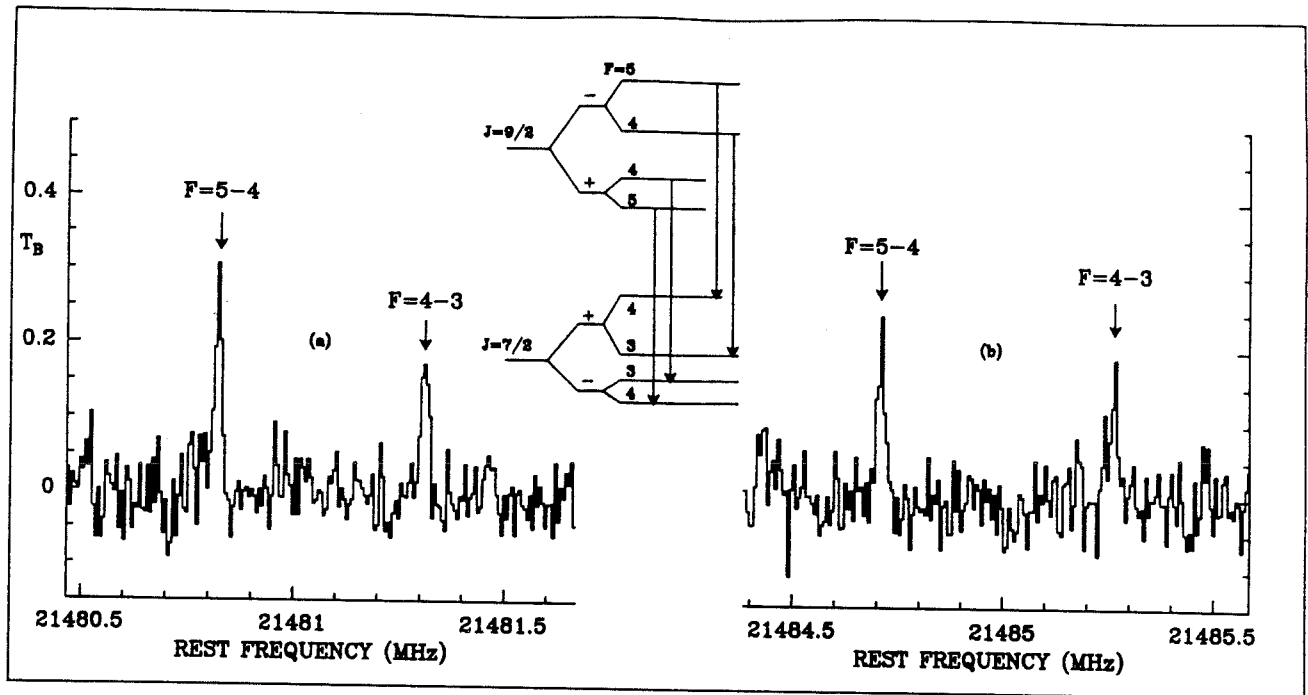 F=5
−
4
J=9/2
4
+
5
0.4
F=5-4
T_B
F=5-4
F=4-3
F=4-3
4
+
0.2
(a)
J=7/2
3
(b)
3
−
4
0
21480.5
21481
21481.5
REST FREQUENCY (MHz)
21484.5
21485
21485.5
REST FREQUENCY (MHz)